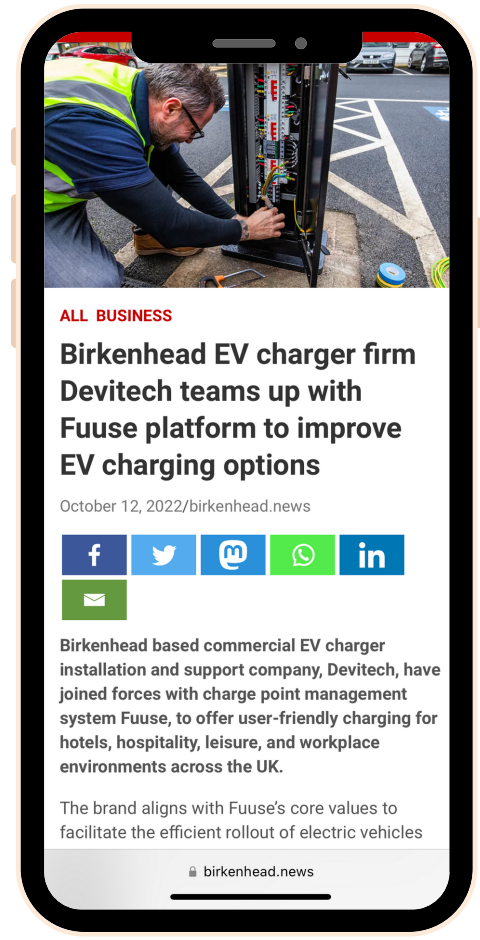 ALL BUSINESS
Birkenhead EV charger firm
Devitech teams up with
Fuuse platform to improve
EV charging options
October 12, 2022/birkenhead.news
Birkenhead based commercial EV charger
installation and support company, Devitech, have
joined forces with charge point management
system Fuuse, to offer user-friendly charging for
hotels, hospitality, leisure, and workplace
environments across the UK.
The brand aligns with Fuuse’s core values to
facilitate the efficient rollout of electric vehicles
birkenhead.news